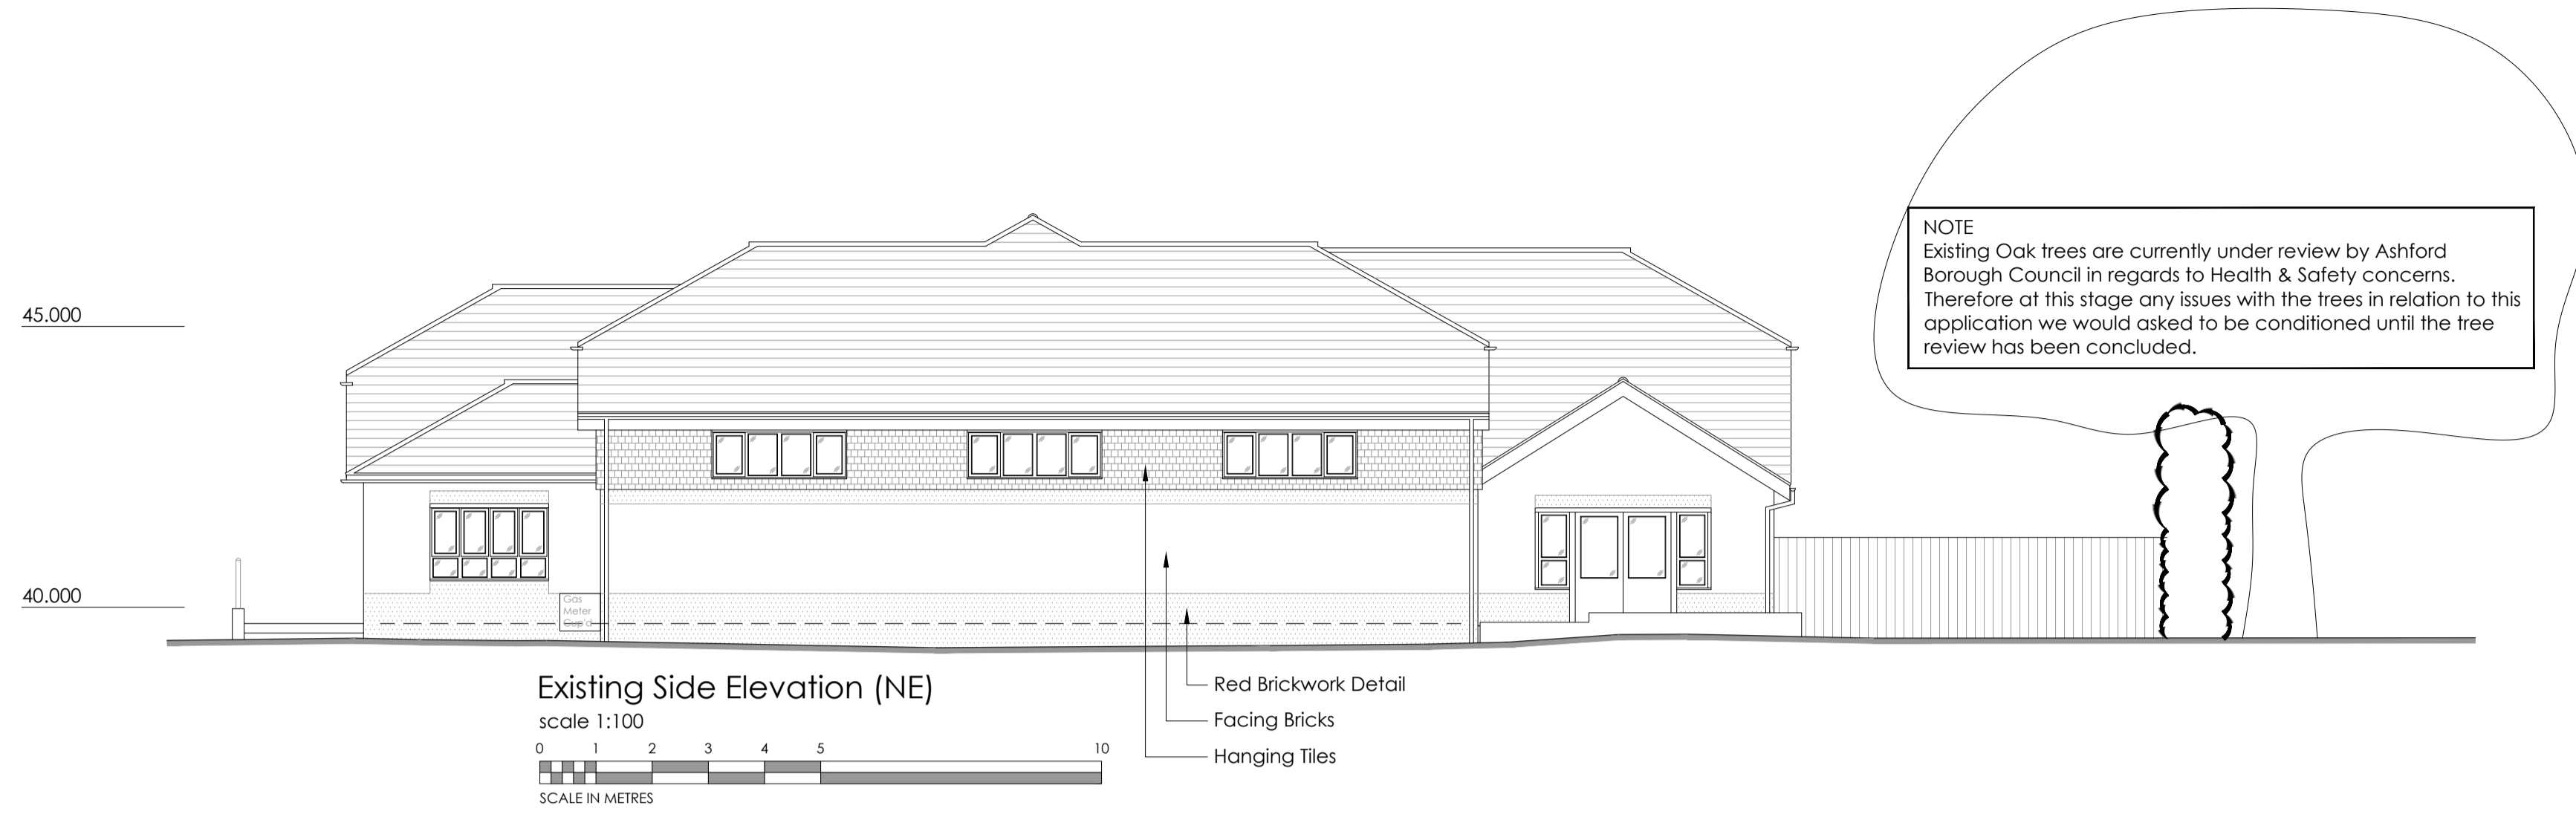 NOTE
Existing Oak trees are currently under review by Ashford
Borough Council in regards to Health & Safety concerns.
Therefore at this stage any issues with the trees in relation to this
application we would asked to be conditioned until the tree
review has been concluded.
45.000
40.000
Gas
Meter
Cup'd
Existing Side Elevation (NE)
scale 1:100
0 1 2 3 4 5 10
SCALE IN METRES
Red Brickwork Detail
Facing Bricks
Hanging Tiles